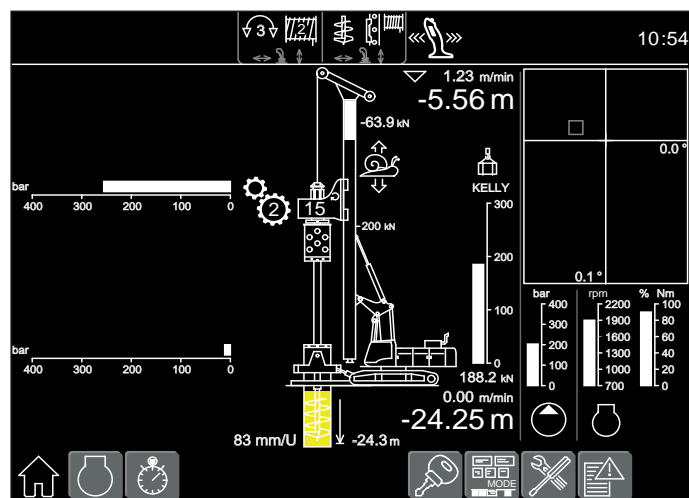 3 /2/
10:54
1.23 m/min
-5.56 m
-63.9 kN
0.0 °
KELLY
bar
400 300 200 100 0
2
15
-200 kN
300
200
100
0
188.2 kN
0.1 °
bar
400
300
200
100
0
rpm
2200
1900
1600
1300
1000
700
% Nm
100
80
60
40
20
0
bar
400 300 200 100 0
0.00 m/min
-24.25 m
83 mm/U
-24.3 m
MODE